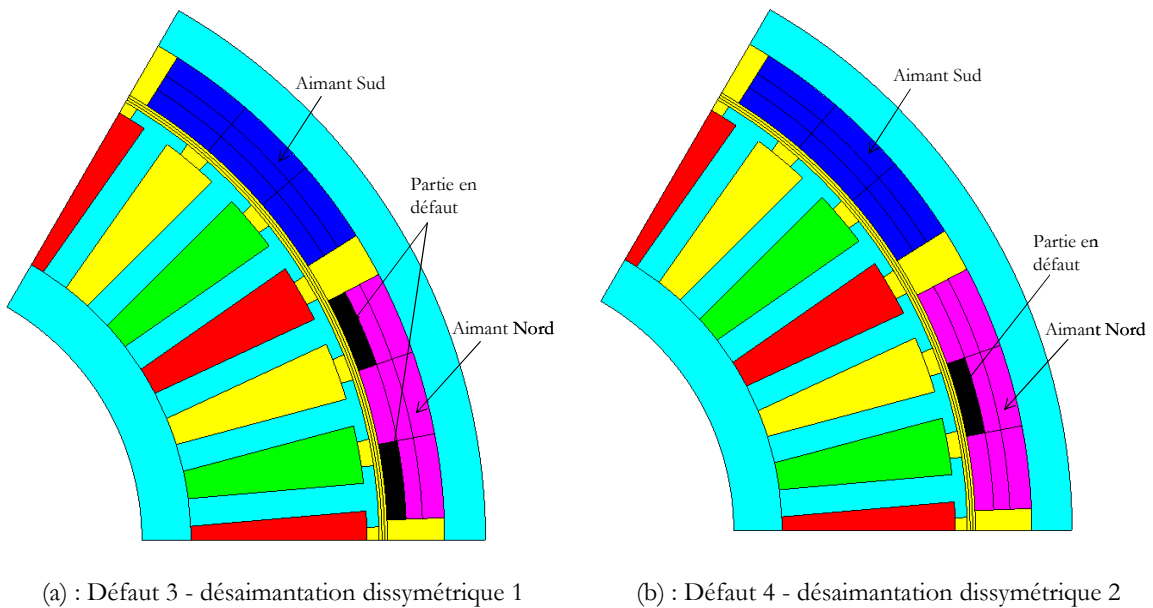 Aimant Sud
Partie en
défaut
Aimant Nord
(a) : Défaut 3 - désaimantation dissymétrique 1
Aimant Sud
Partie en
défaut
Aimant Nord
(b) : Défaut 4 - désaimantation dissymétrique 2